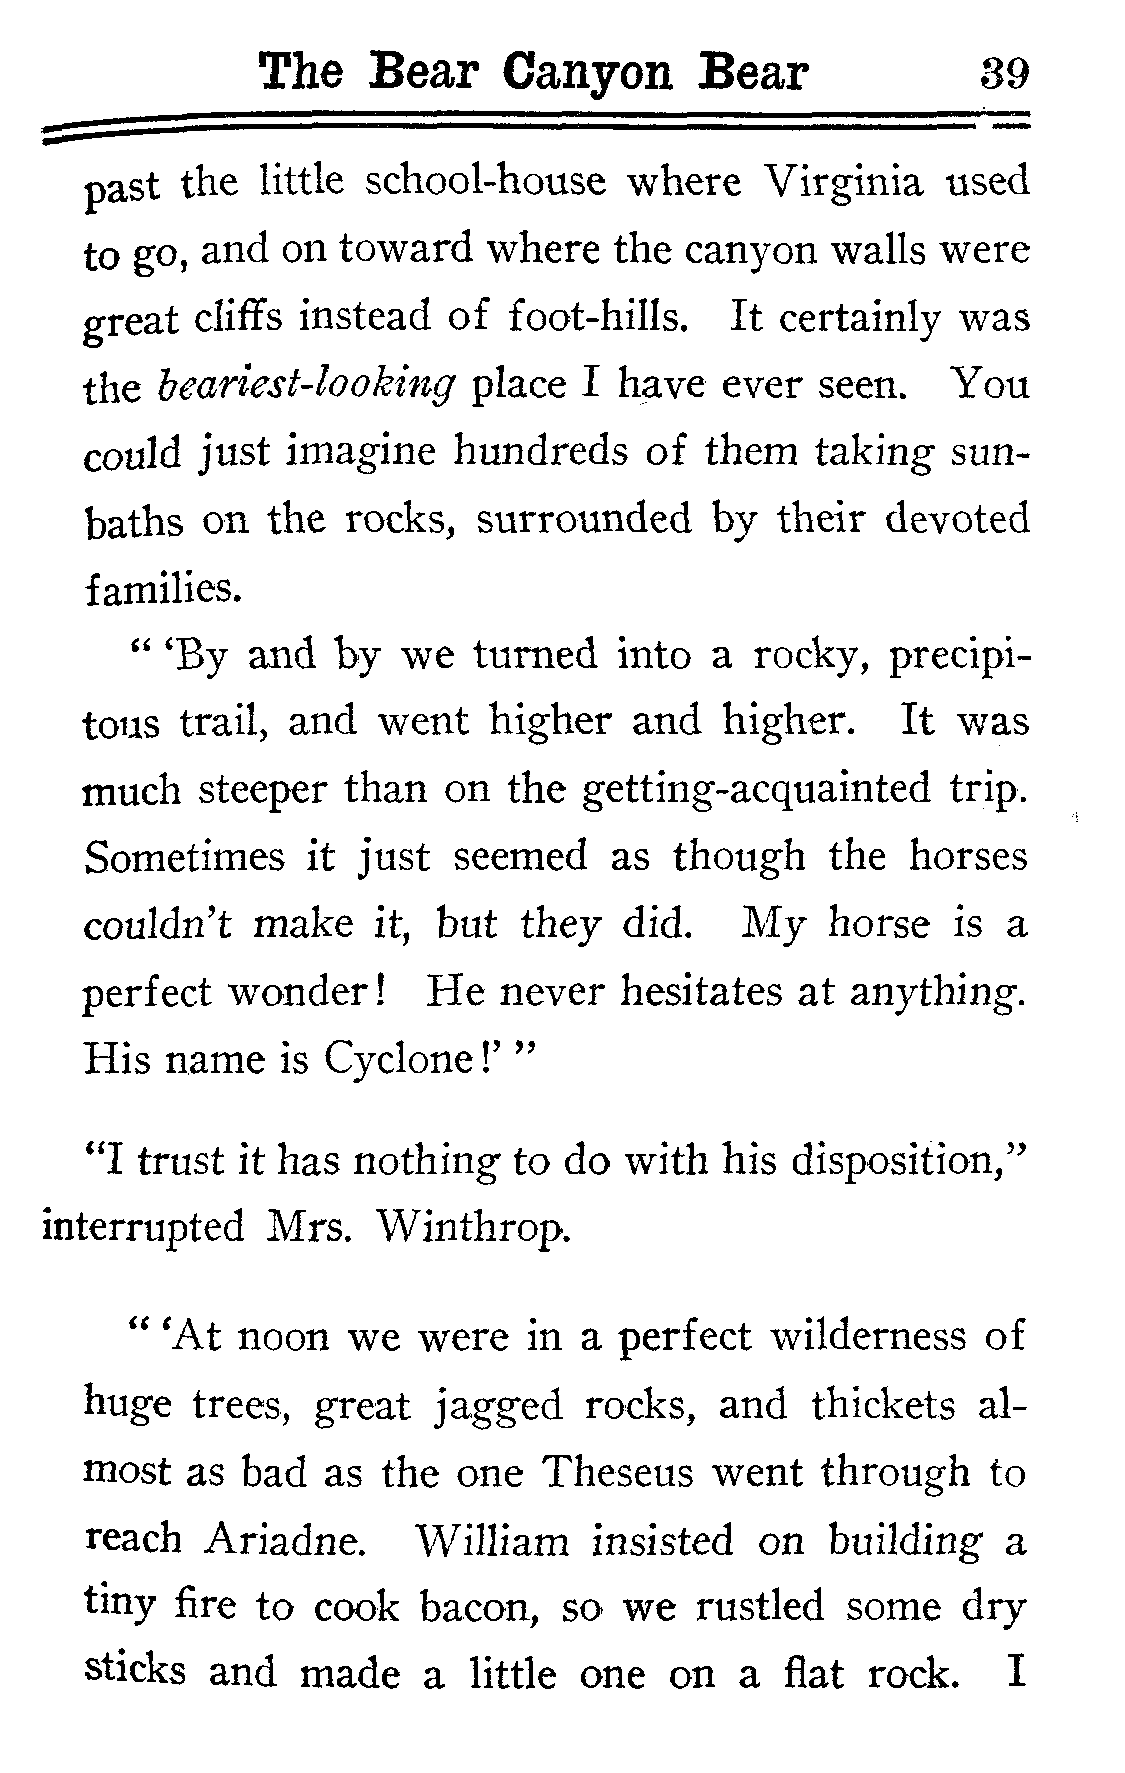 The Bear Canyon Bear 39
past the little school-house where Virginia used
to go, and on toward where the canyon walls were
great cliffs instead of foot-hills. It certainly was
the beariest-looking place I have ever seen. You
could just imagine hundreds of them taking sun-
baths on the rocks, surrounded by their devoted
families.
" 'By and by we turned into a rocky, precipi-
tous trail, and went higher and higher. It was
much steeper than on the getting-acquainted trip.
Sometimes it just seemed as though the horses
couldn't make it, but they did. My horse is a
perfect wonder! He never hesitates at anything.
His name is Cyclone!' "
"I trust it has nothing to do with his disposition,"
interrupted Mrs. Winthrop.
" 'At noon we were in a perfect wilderness of
huge trees, great jagged rocks, and thickets al-
most as bad as the one Theseus went through to
reach Ariadne. William insisted on building a
tiny fire to cook bacon, so we rustled some dry
sticks and made a little one on a flat rock. I